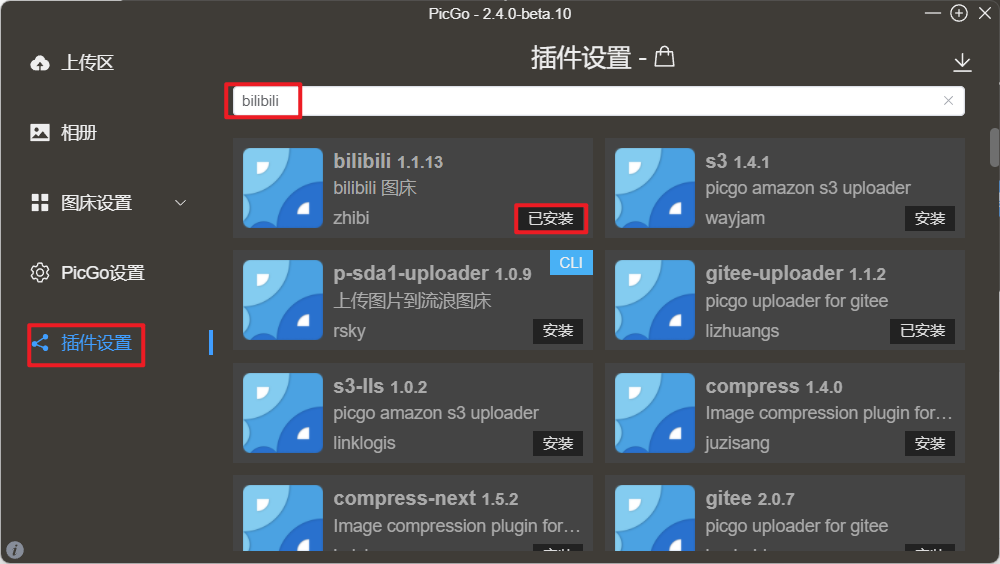 PicGo - 2.4.0-beta.10
上传区
相册
图床设置
PicGo设置
插件设置
插件设置 -
bilibili
bilibili 1.1.13
bilibili 图床
zhibi
已安装
s3 1.4.1
picgo amazon s3 uploader
wayjam
安装
p-sda1-uploader 1.0.9
CLI
上传图片到流浪图床
rsky
安装
gitee-uploader 1.1.2
picgo uploader for gitee
lizhuangs
已安装
s3-lls 1.0.2
picgo amazon s3 uploader
linklogis
安装
compress 1.4.0
Image compression plugin for…
juzisang
安装
compress-next 1.5.2
Image compression plugin for…
gitee 2.0.7
picgo uploader for gitee